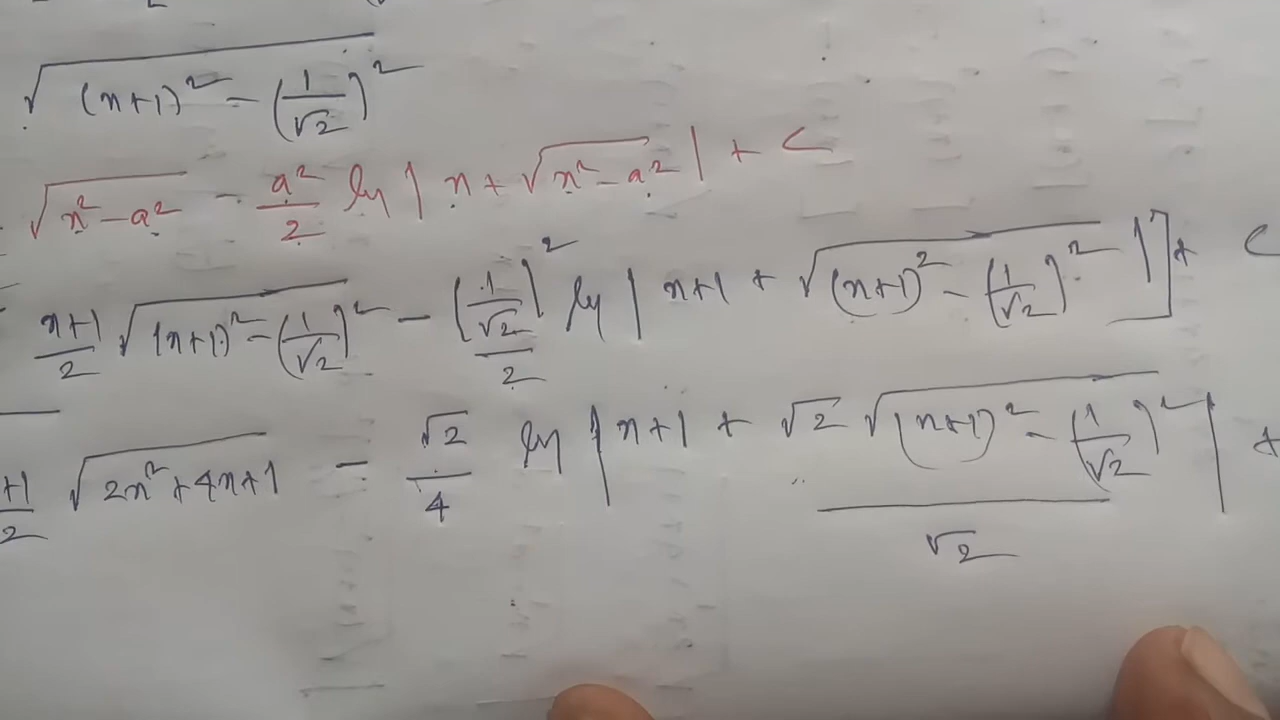 √((x+1)² - (1/√2)²)
√(x²-a²) - a²/2 log |x + √(x²-a²)| + C
(x+1)/2 √((x+1)² - (1/√2)²) - (1/√2)²/2 log |x+1 + √((x+1)² - (1/√2)²)|] + C
+1/2 √(2x²+4x+1) - √2/4 log |x+1 + √2 √((x+1)² - (1/√2)²)/√2| +